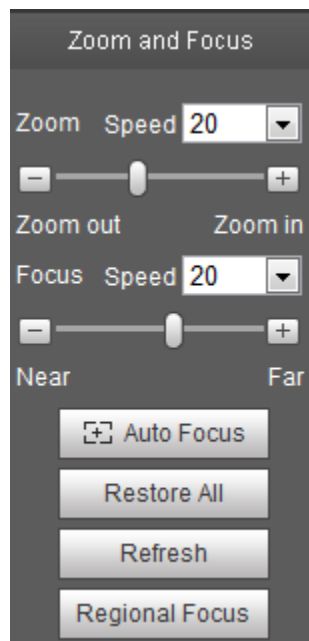 Zoom and Focus
Zoom Speed 20
Zoom out Zoom in
Focus Speed 20
Near Far
Auto Focus
Restore All
Refresh
Regional Focus